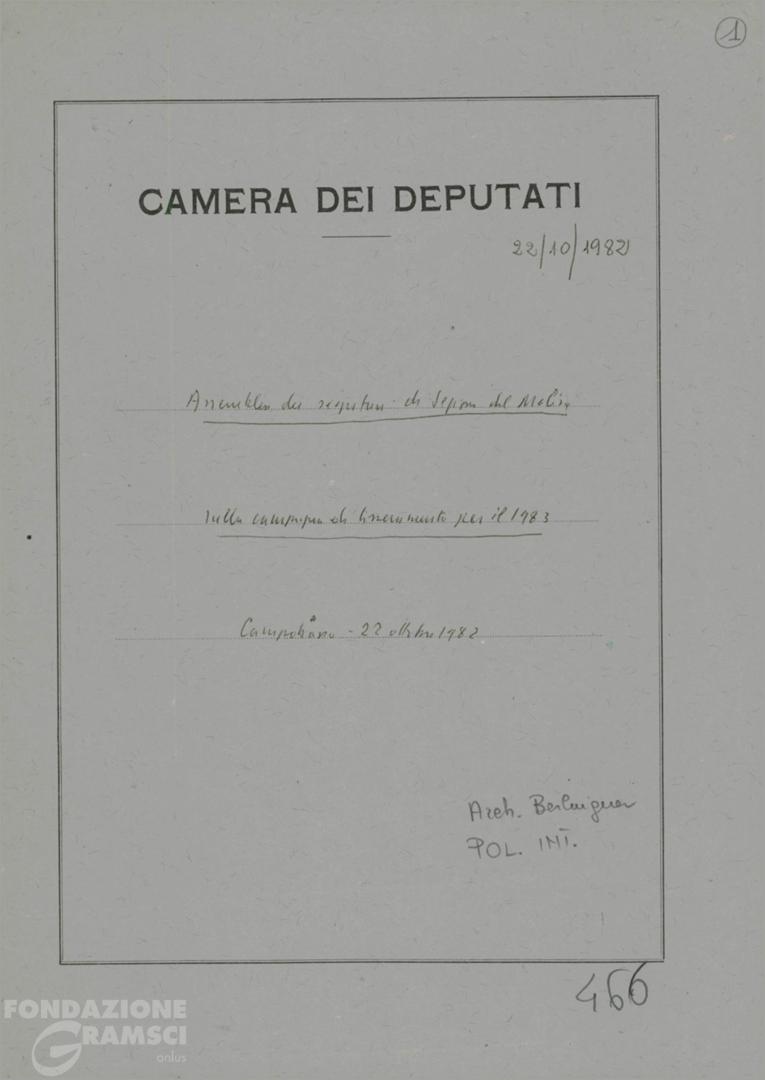 1
CAMERA DEI DEPUTATI
22/10/1982
Assemblea dei segretari di Sezione del Molise
sulla campagna di tesseramento per il 1983
Campobasso - 22 ottobre 1982
Arch. Berlinguer
POL. INT.
466
FONDAZIONE
GRAMSCI
onlus